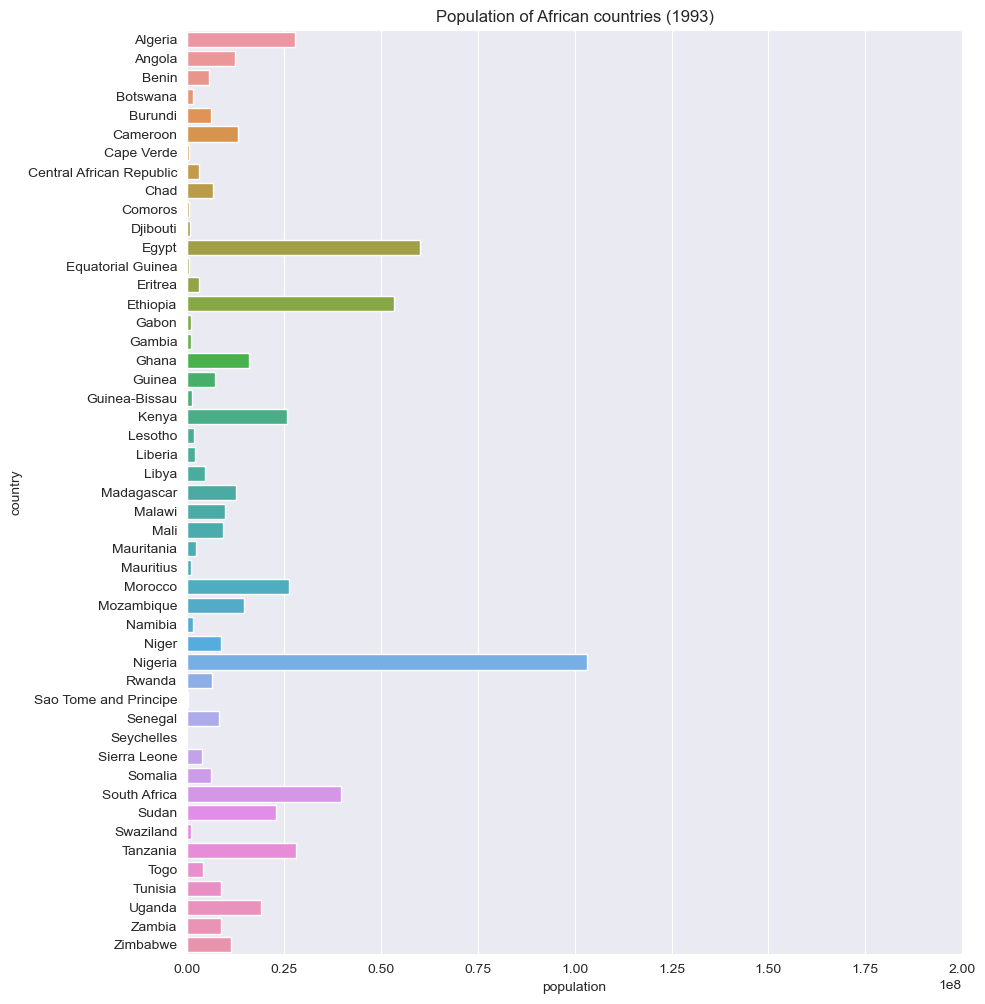 Population of African countries (1993)
Algeria
Angola
Benin
Botswana
Burundi
Cameroon
Cape Verde
Central African Republic
Chad
Comoros
Djibouti
Egypt
Equatorial Guinea
Eritrea
Ethiopia
Gabon
Gambia
Ghana
Guinea
Guinea-Bissau
Kenya
Lesotho
Liberia
Libya
Madagascar
Malawi
Mali
Mauritania
Mauritius
Morocco
Mozambique
Namibia
Niger
Nigeria
Rwanda
Sao Tome and Principe
Senegal
Seychelles
Sierra Leone
Somalia
South Africa
Sudan
Swaziland
Tanzania
Togo
Tunisia
Uganda
Zambia
Zimbabwe
country
0.00 0.25 0.50 0.75 1.00 1.25 1.50 1.75 2.00
population
1e8